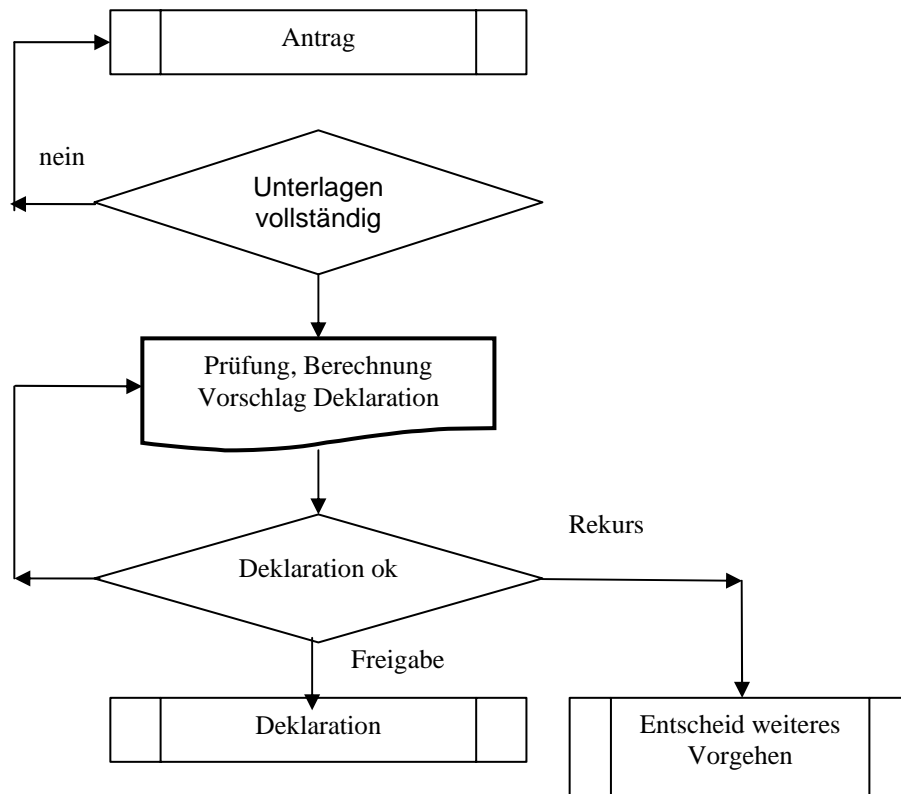 Antrag
nein
Unterlagen
vollständig
Prüfung, Berechnung
Vorschlag Deklaration
Rekurs
Deklaration ok
Freigabe
Deklaration
Entscheid weiteres
Vorgehen